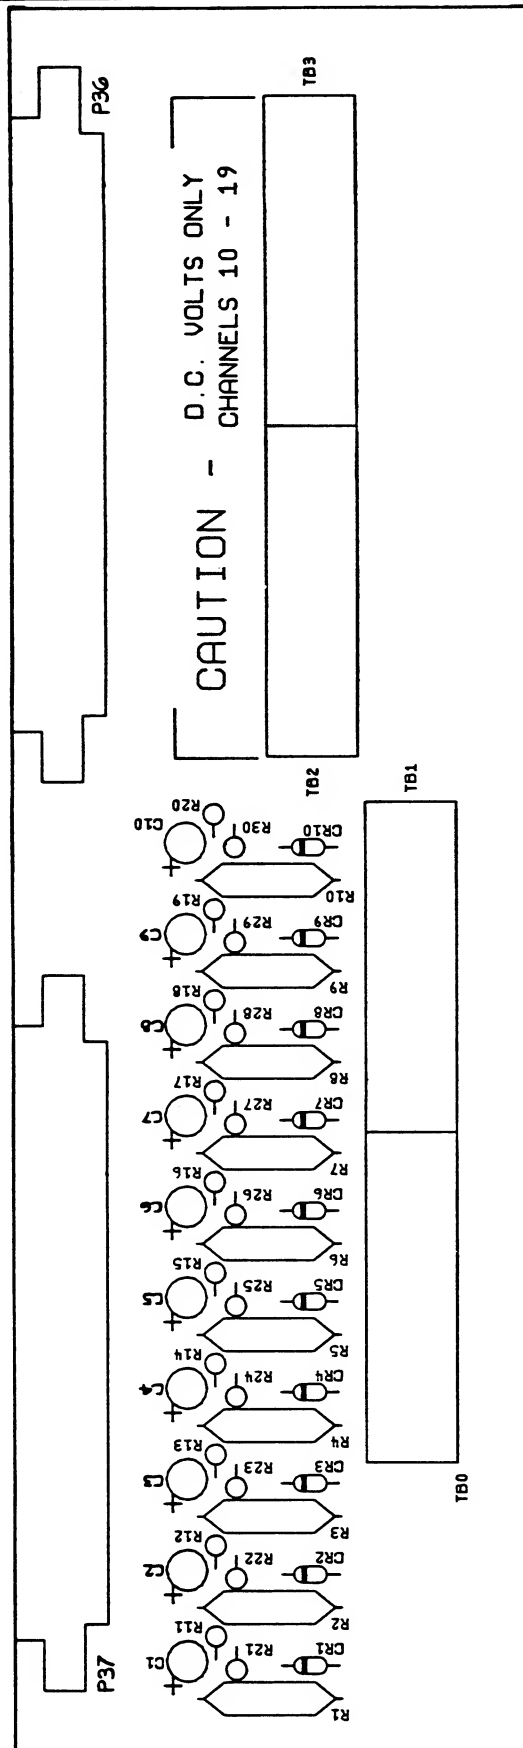 P36
TB3
CAUTION - D.C. VOLTS ONLY
CHANNELS 10 - 19
TB2
TB1
C10
R20
R30
CR10
R10
C9
R19
R29
CR9
R9
C8
R18
R28
CR8
R8
C7
R17
R27
CR7
R7
C6
R16
R26
CR6
R6
C5
R15
R25
CR5
R5
C4
R14
R24
CR4
R4
C3
R13
R23
CR3
R3
TB0
C2
R12
R22
CR2
R2
C1
R11
R21
CR1
R1
P37